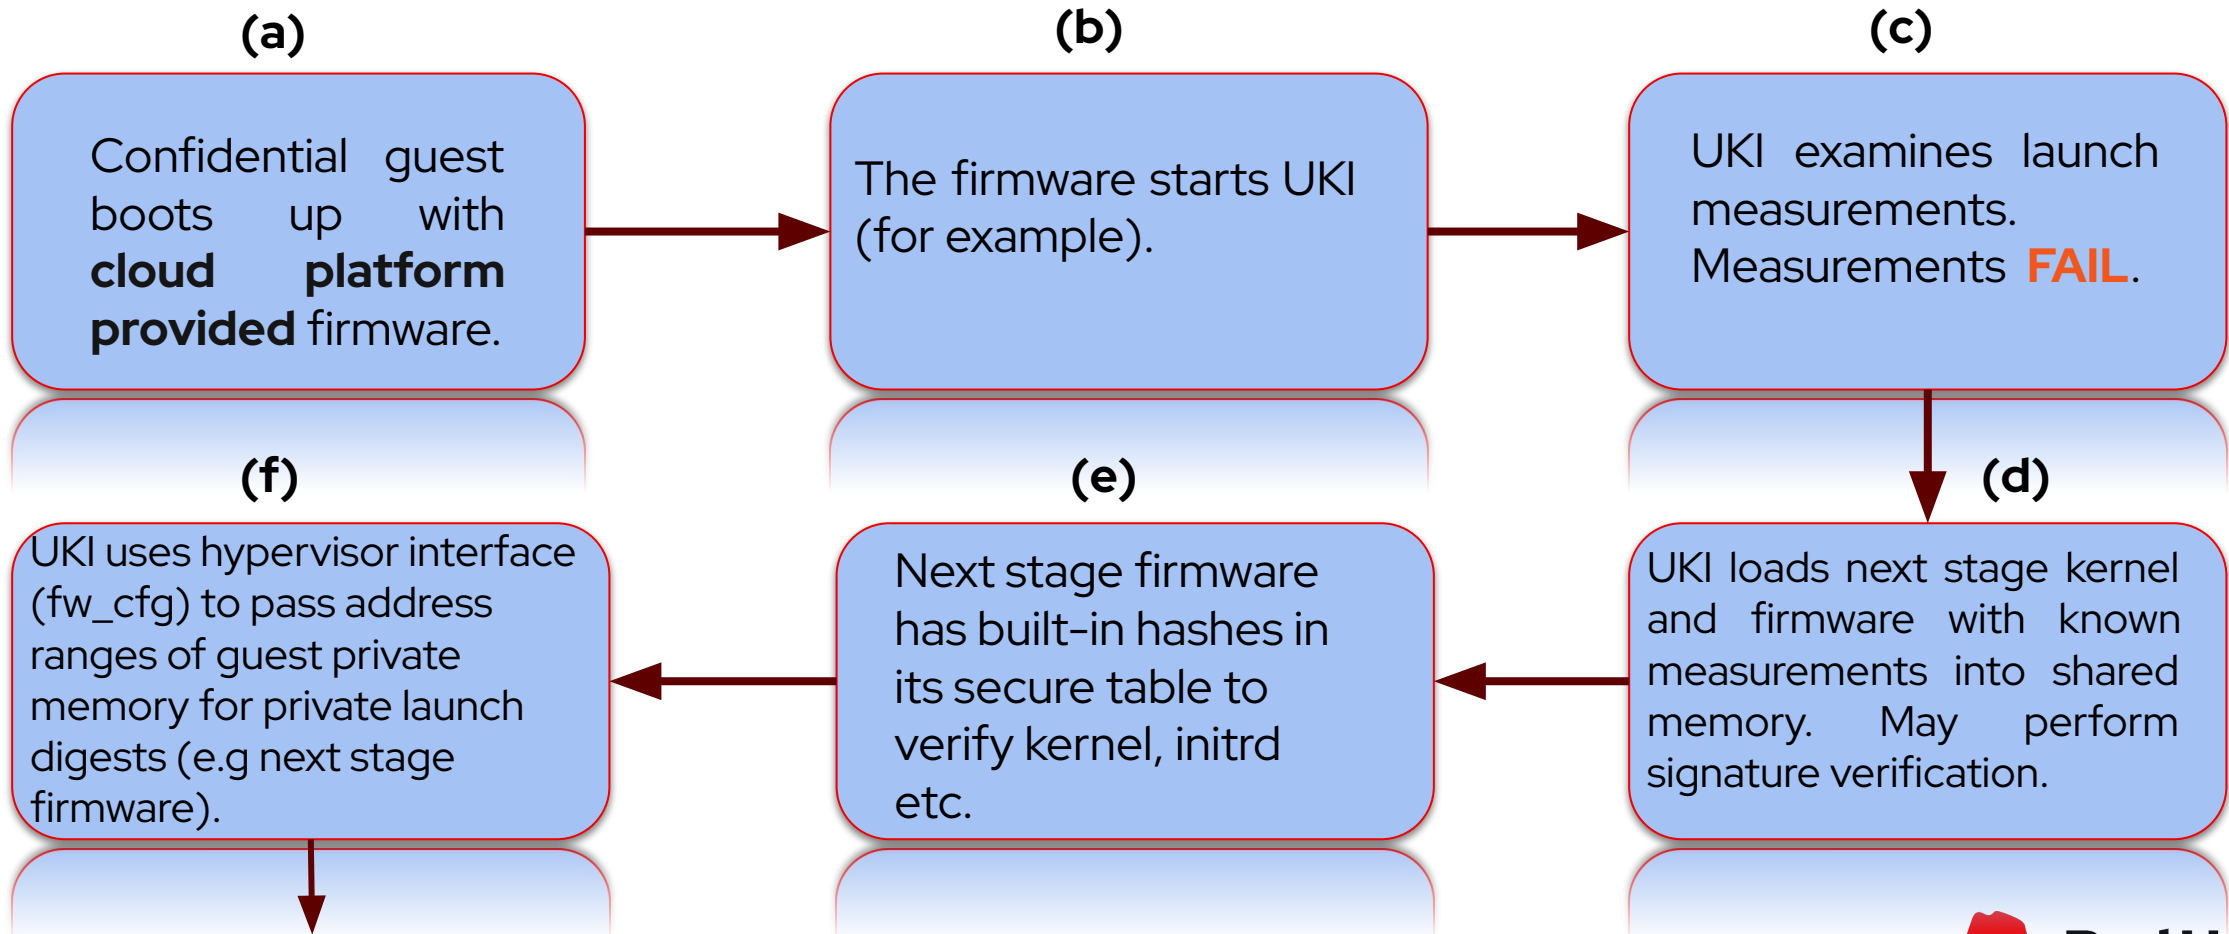 (a)
Confidential guest
boots up with
cloud platform
provided firmware.
(b)
The firmware starts UKI
(for example).
(c)
UKI examines launch
measurements.
Measurements FAIL.
(d)
UKI loads next stage kernel
and firmware with known
measurements into shared
memory. May perform
signature verification.
(e)
Next stage firmware
has built-in hashes in
its secure table to
verify kernel, initrd
etc.
(f)
UKI uses hypervisor interface
(fw_cfg) to pass address
ranges of guest private
memory for private launch
digests (e.g next stage
firmware).